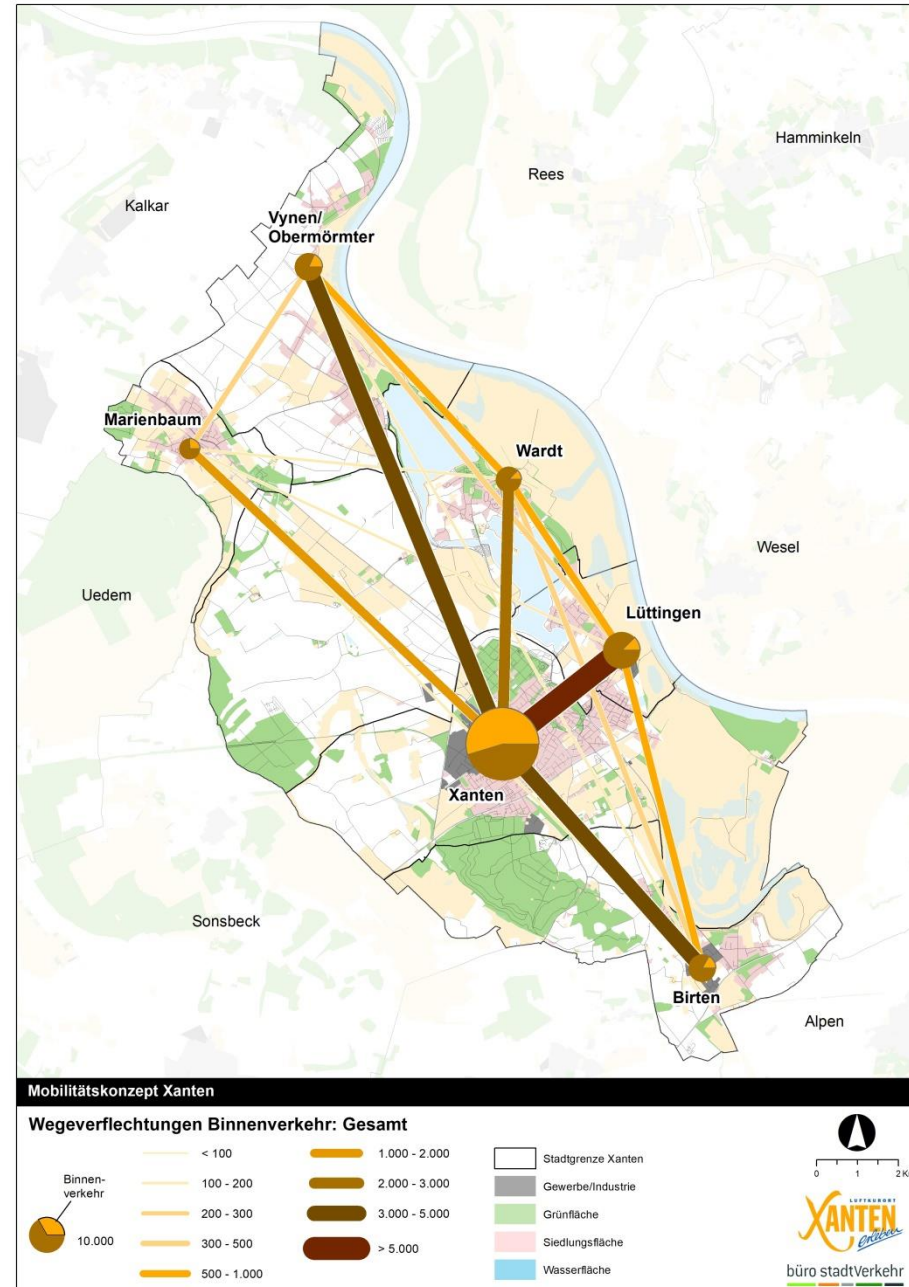 Hamminkeln
Rees
Kalkar
Vynen/
Obermörmter
Marienbaum
Wardt
Wesel
Uedem
Lüttingen
Xanten
Sonsbeck
Birten
Alpen
Mobilitätskonzept Xanten
Wegeverflechtungen Binnenverkehr: Gesamt
Binnen-
verkehr
10.000
< 100
100 - 200
200 - 300
300 - 500
500 - 1.000
1.000 - 2.000
2.000 - 3.000
3.000 - 5.000
> 5.000
Stadtgrenze Xanten
Gewerbe/Industrie
Grünfläche
Siedlungsfläche
Wasserfläche
0 1 2 K
LUFTKURORT
XANTEN
erleben
büro stadtVerkehr